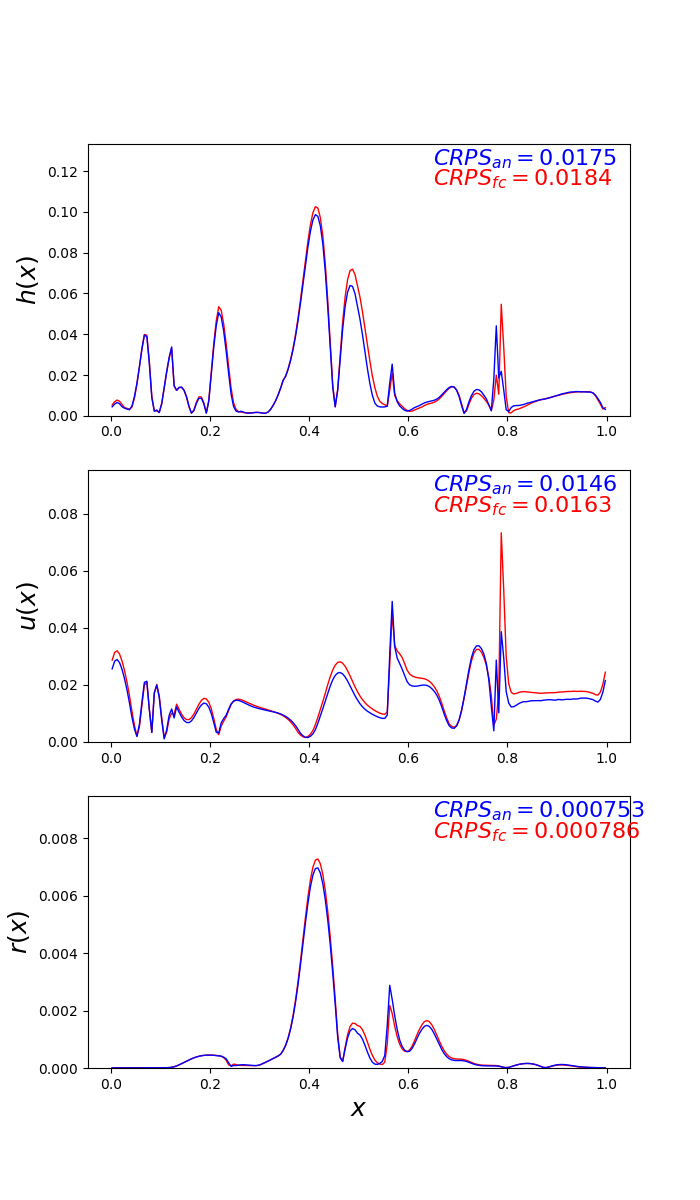 CRPS_an = 0.0175
CRPS_fc = 0.0184
h(x)
0.12
0.10
0.08
0.06
0.04
0.02
0.00
0.0 0.2 0.4 0.6 0.8 1.0
CRPS_an = 0.0146
CRPS_fc = 0.0163
u(x)
0.08
0.06
0.04
0.02
0.00
0.0 0.2 0.4 0.6 0.8 1.0
CRPS_an = 0.000753
CRPS_fc = 0.000786
r(x)
0.008
0.006
0.004
0.002
0.000
0.0 0.2 0.4 0.6 0.8 1.0
x